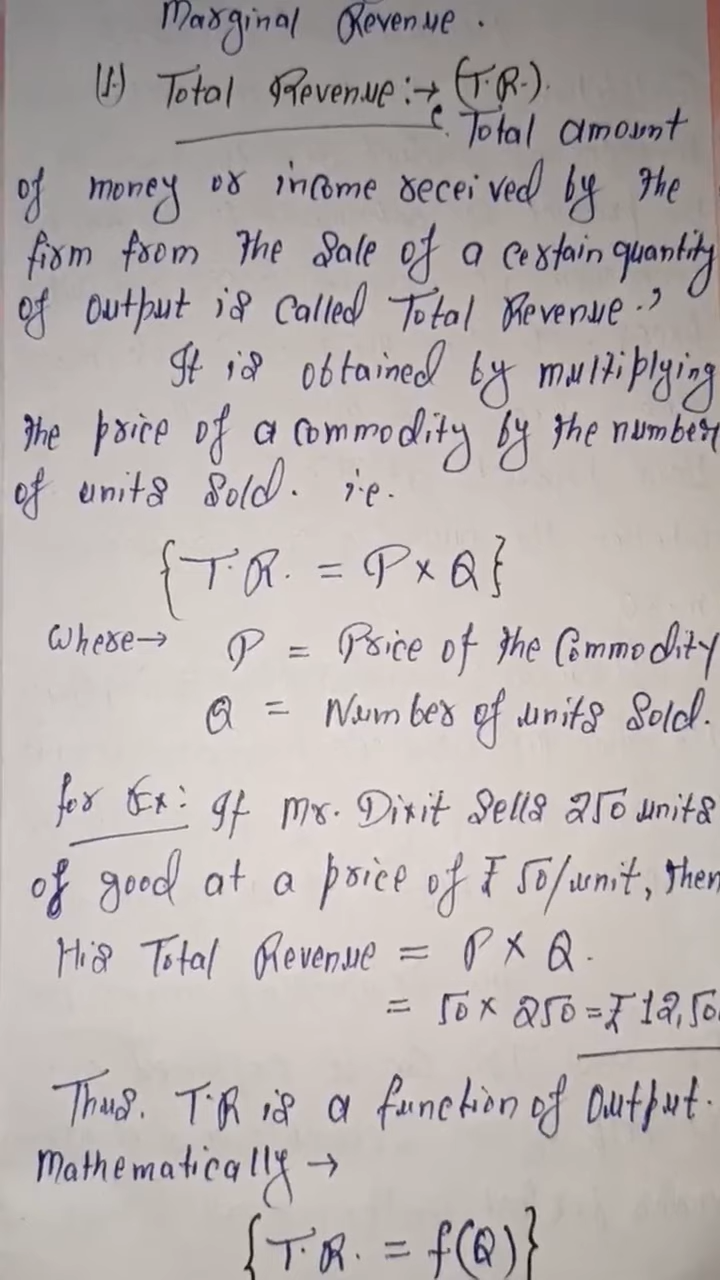 Marginal Revenue.
(1.) Total Revenue :→ (T.R.).
"Total amount
of money or income received by the
firm from the Sale of a certain quantity
of output is called Total Revenue."
It is obtained by multiplying
the price of a commodity by the number
of units sold. i.e.
{T.R. = P × Q}
Where → P = Price of the Commodity
Q = Number of units Sold.
for Ex: If Mr. Dixit Sells 250 units
of good at a price of ₹ 50/unit, then
His Total Revenue = P × Q.
= 50 × 250 = ₹ 12,50
Thus. T.R is a function of Output.
Mathematically →
{T.R. = f(Q)}